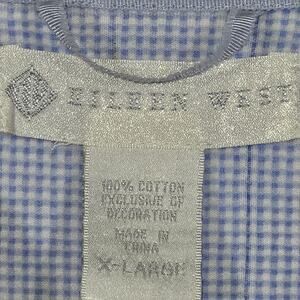 EILEEN WEST
100% COTTON
EXCLUSIVE OF
DECORATION
MADE IN
CHINA
X-LARGE